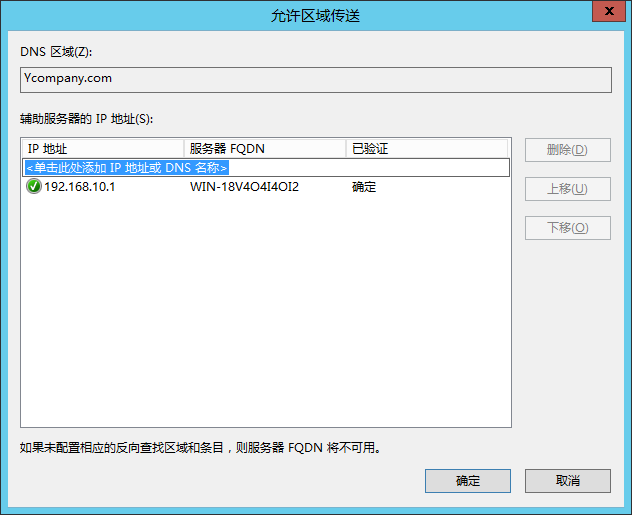 允许区域传送
DNS 区域(Z):
Ycompany.com
辅助服务器的 IP 地址(S):
IP 地址 服务器 FQDN 已验证
<单击此处添加 IP 地址或 DNS 名称>
192.168.10.1 WIN-18V4O4I4OI2 确定
删除(D)
上移(U)
下移(O)
如果未配置相应的反向查找区域和条目，则服务器 FQDN 将不可用。
确定 取消